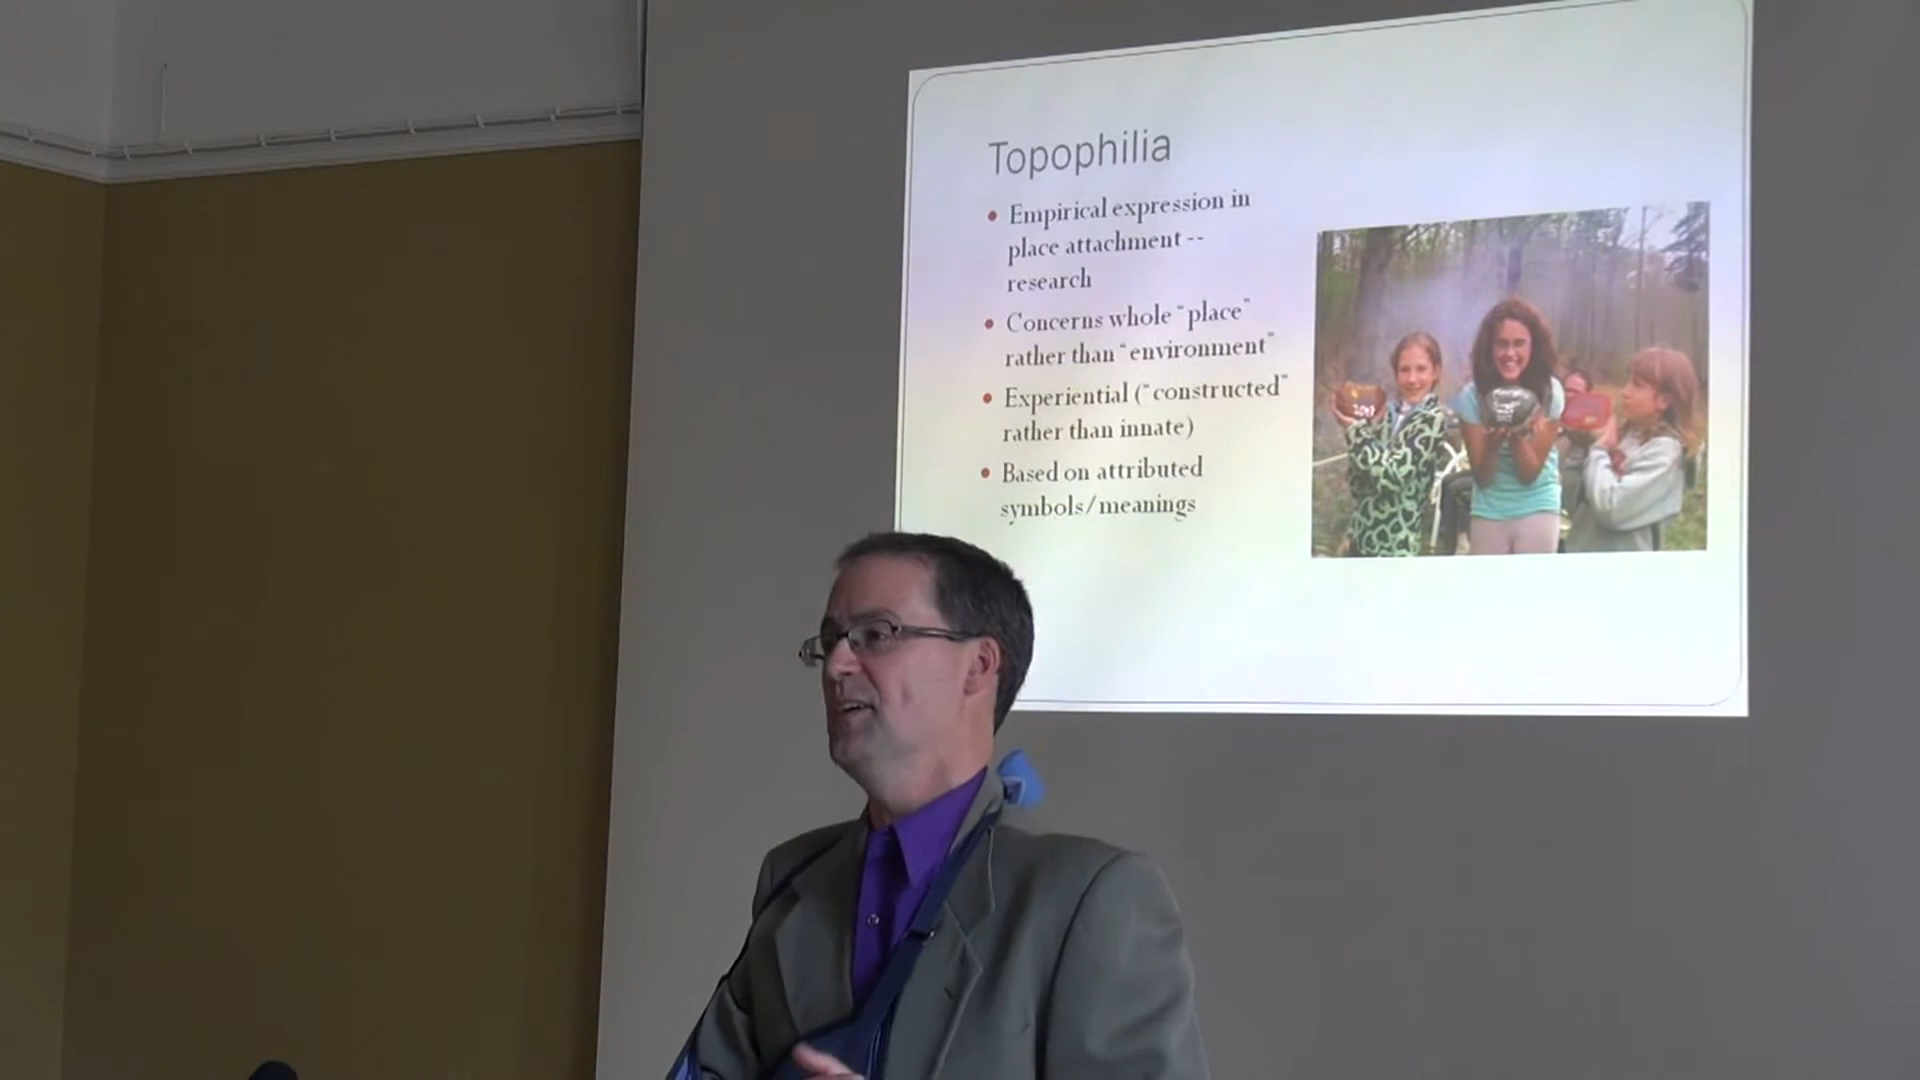 Topophilia
• Empirical expression in
place attachment --
research
• Concerns whole "place"
rather than "environment"
• Experiential ("constructed"
rather than innate)
• Based on attributed
symbols/meanings